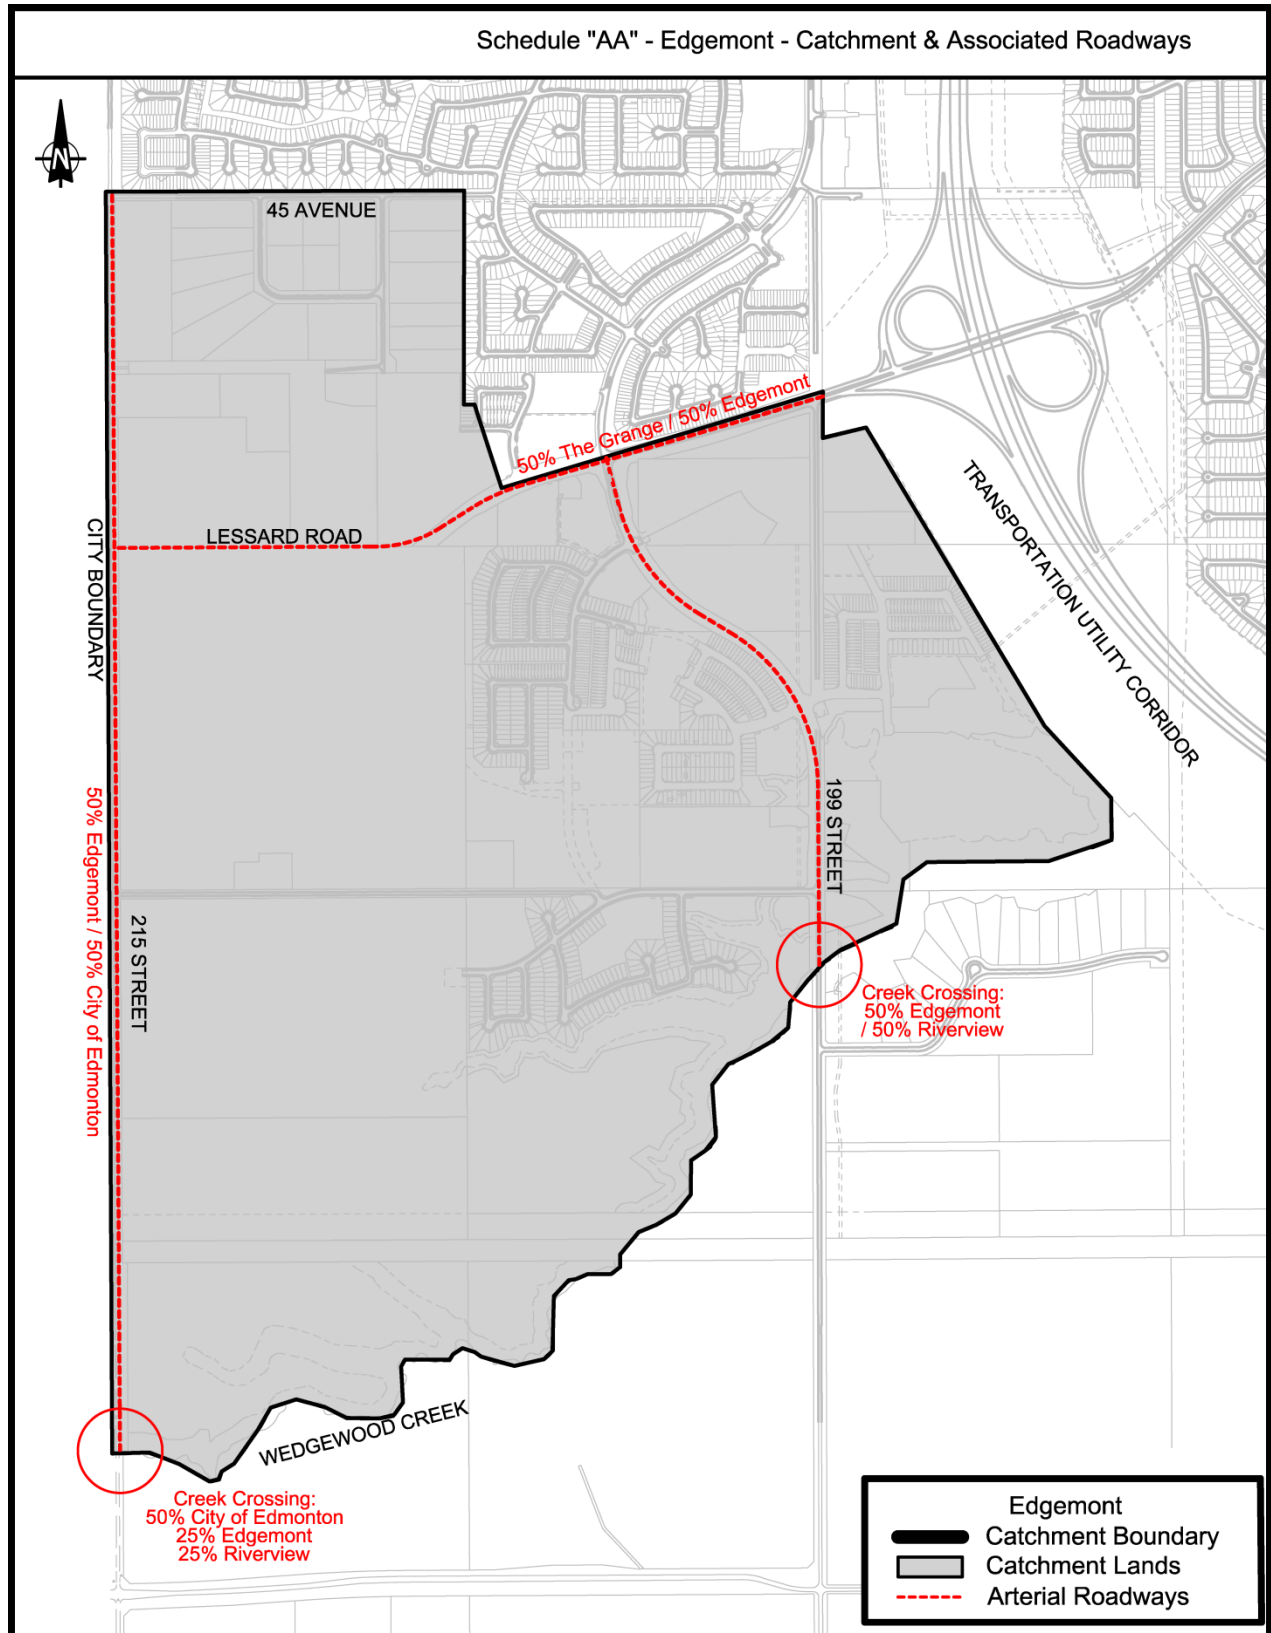 Schedule "AA" - Edgemont - Catchment & Associated Roadways
N
45 AVENUE
50% The Grange / 50% Edgemont
LESSARD ROAD
CITY BOUNDARY
TRANSPORTATION UTILITY CORRIDOR
199 STREET
50% Edgemont / 50% City of Edmonton
215 STREET
Creek Crossing:
50% Edgemont
/ 50% Riverview
WEDGEWOOD CREEK
Creek Crossing:
50% City of Edmonton
25% Edgemont
25% Riverview
Edgemont
Catchment Boundary
Catchment Lands
Arterial Roadways